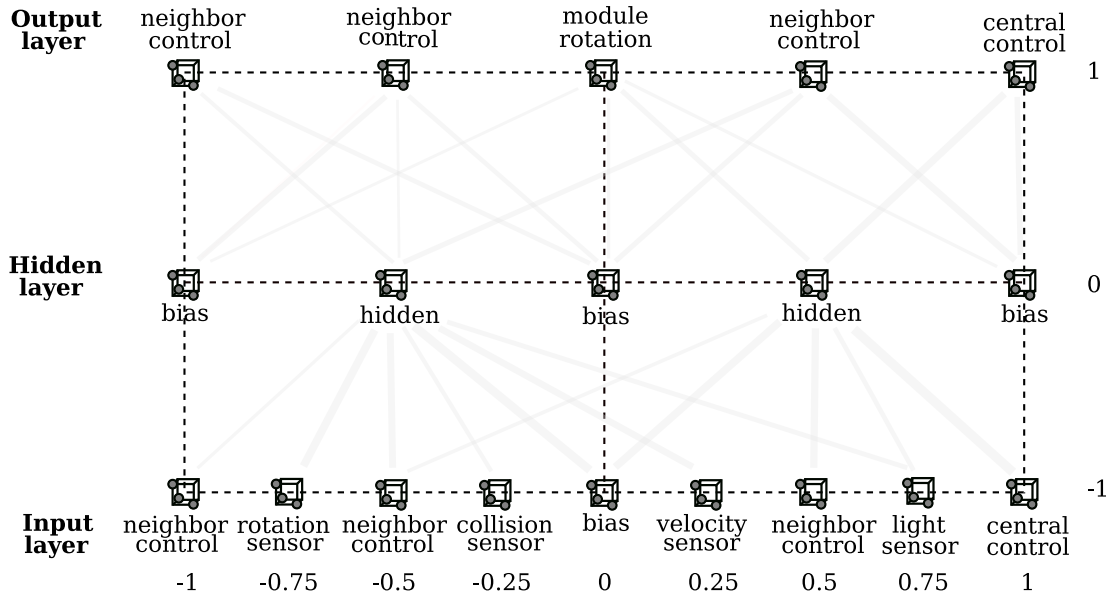 Output
layer
neighbor
control
neighbor
control
module
rotation
neighbor
control
central
control
1
Hidden
layer
bias
hidden
bias
hidden
bias
0
-1
Input
layer
neighbor
control
rotation
sensor
neighbor
control
collision
sensor
bias
velocity
sensor
neighbor
control
light
sensor
central
control
-1
-0.75
-0.5
-0.25
0
0.25
0.5
0.75
1